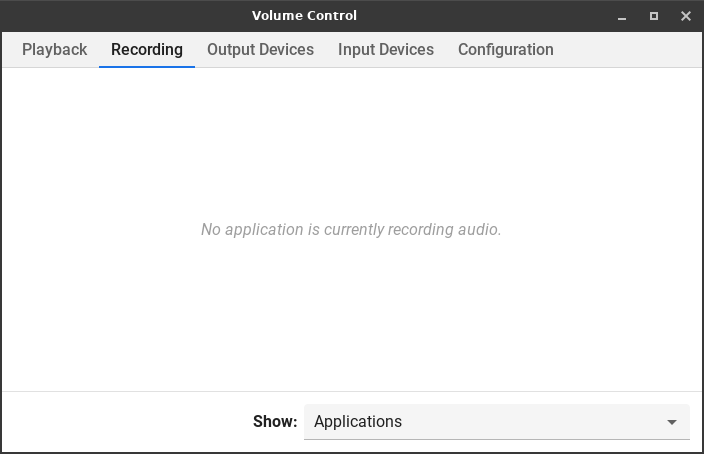 Volume Control
Playback Recording Output Devices Input Devices Configuration
No application is currently recording audio.
Show: Applications